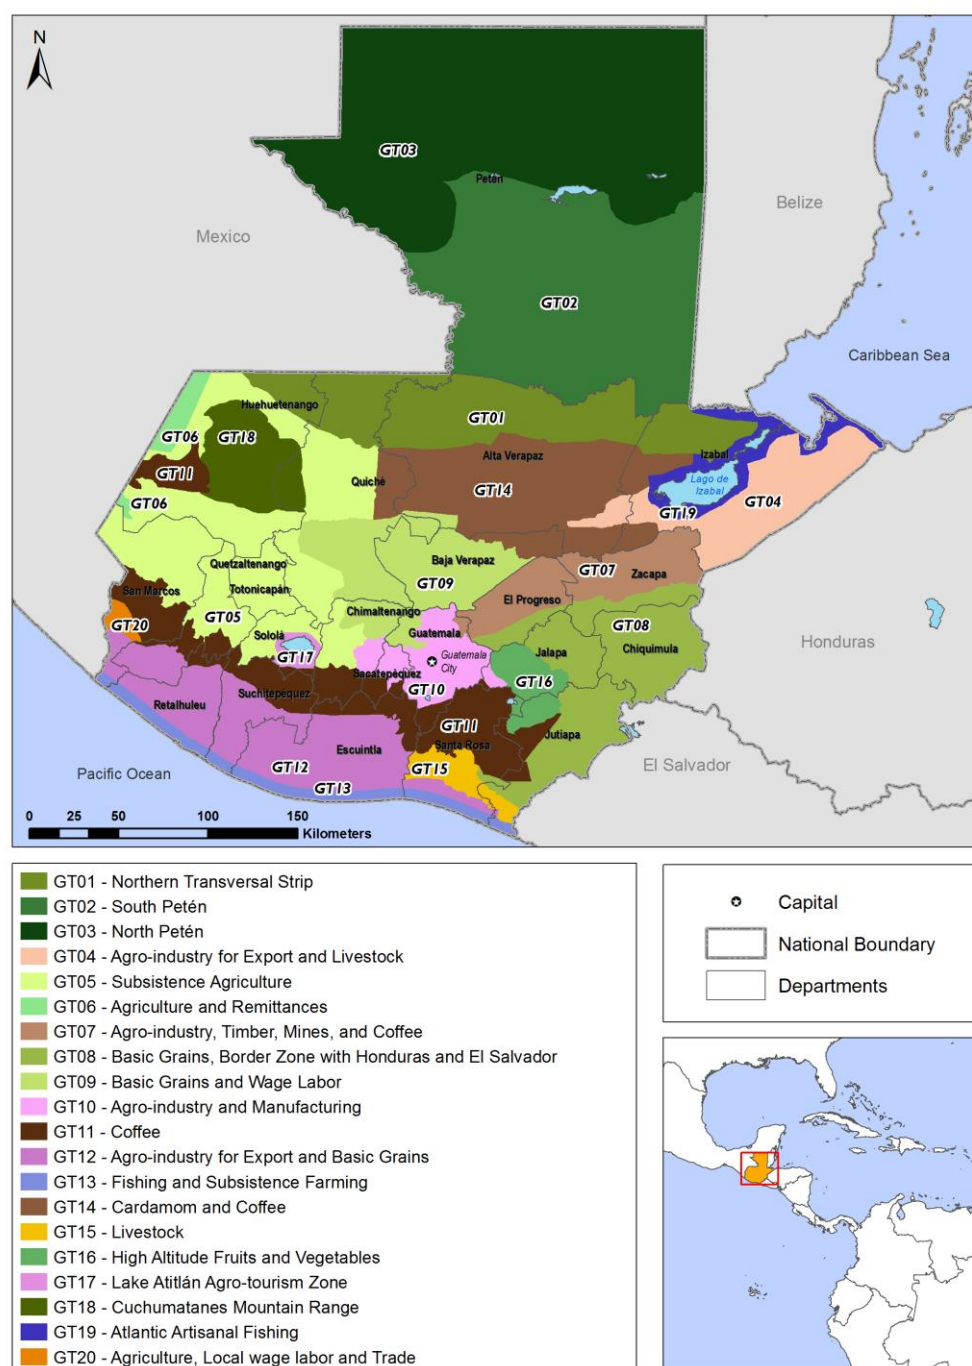 N
GT03
Petén
Belize
Mexico
GT02
Caribbean Sea
Huehuetenango
GT01
GT06
GT18
Izabal
Alta Verapaz
GT11
Quiché
GT14
Lago de
Izabal
GT06
GT19
GT04
Quetzaltenango
Baja Verapaz
GT07
Zacapa
San Marcos
Totonicapán
GT09
El Progreso
GT05
Chimaltenango
GT20
Sololá
Guatemala
GT08
GT17
Guatemala
City
Jalapa
Chiquimula
Honduras
Sacatepéquez
GT16
Suchitepéquez
GT10
Retalhuleu
GT11
Jutiapa
Escuintla
Santa Rosa
GT12
GT15
El Salvador
Pacific Ocean
GT13
0 25 50 100 150
Kilometers
GT01 - Northern Transversal Strip
GT02 - South Petén
GT03 - North Petén
GT04 - Agro-industry for Export and Livestock
GT05 - Subsistence Agriculture
GT06 - Agriculture and Remittances
GT07 - Agro-industry, Timber, Mines, and Coffee
GT08 - Basic Grains, Border Zone with Honduras and El Salvador
GT09 - Basic Grains and Wage Labor
GT10 - Agro-industry and Manufacturing
GT11 - Coffee
GT12 - Agro-industry for Export and Basic Grains
GT13 - Fishing and Subsistence Farming
GT14 - Cardamom and Coffee
GT15 - Livestock
GT16 - High Altitude Fruits and Vegetables
GT17 - Lake Atitlán Agro-tourism Zone
GT18 - Cuchumatanes Mountain Range
GT19 - Atlantic Artisanal Fishing
GT20 - Agriculture, Local wage labor and Trade
Capital
National Boundary
Departments